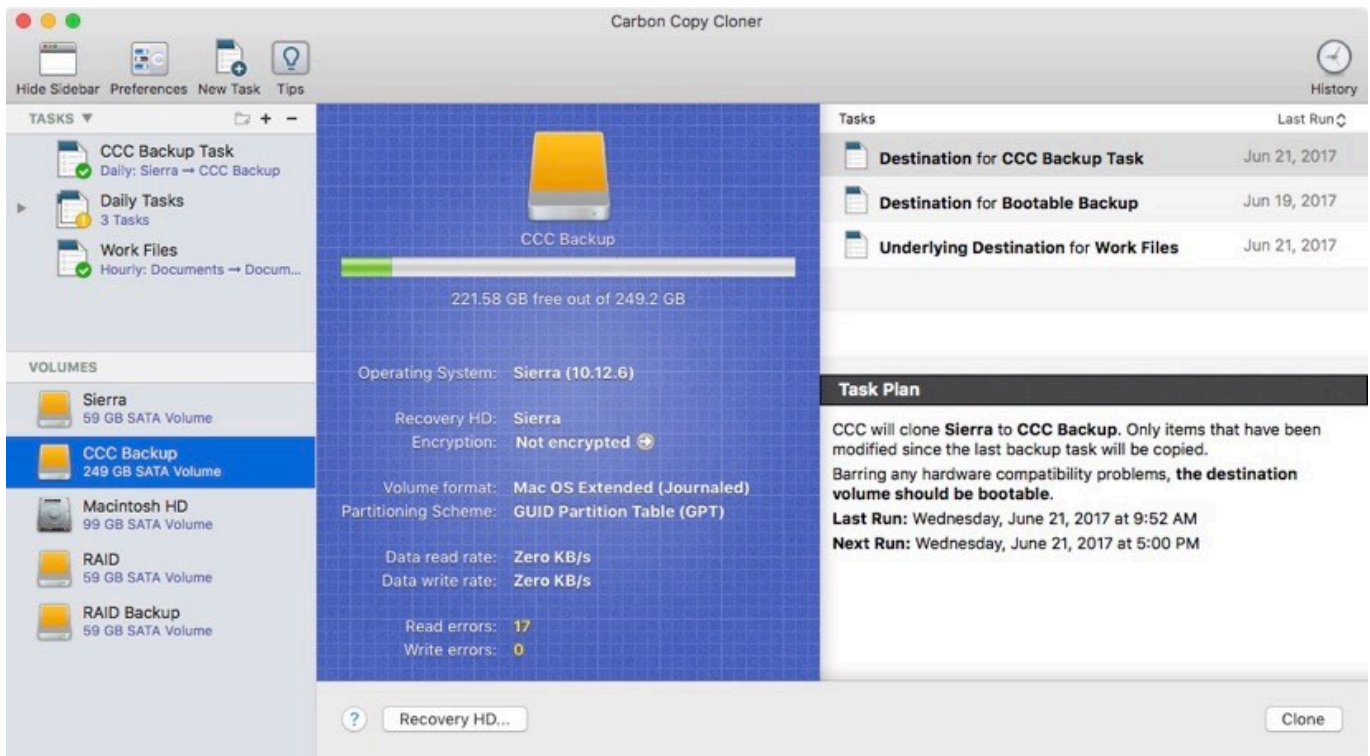 Carbon Copy Cloner
Hide Sidebar Preferences New Task Tips
History
TASKS
CCC Backup Task
Daily: Sierra → CCC Backup
Daily Tasks
3 Tasks
Work Files
Hourly: Documents → Docum...
VOLUMES
Sierra
59 GB SATA Volume
CCC Backup
249 GB SATA Volume
Macintosh HD
99 GB SATA Volume
RAID
59 GB SATA Volume
RAID Backup
59 GB SATA Volume
CCC Backup
221.58 GB free out of 249.2 GB
Operating System: Sierra (10.12.6)
Recovery HD: Sierra
Encryption: Not encrypted
Volume format: Mac OS Extended (Journaled)
Partitioning Scheme: GUID Partition Table (GPT)
Data read rate: Zero KB/s
Data write rate: Zero KB/s
Read errors: 17
Write errors: 0
Tasks Last Run
Destination for CCC Backup Task Jun 21, 2017
Destination for Bootable Backup Jun 19, 2017
Underlying Destination for Work Files Jun 21, 2017
Task Plan
CCC will clone Sierra to CCC Backup. Only items that have been
modified since the last backup task will be copied.
Barring any hardware compatibility problems, the destination
volume should be bootable.
Last Run: Wednesday, June 21, 2017 at 9:52 AM
Next Run: Wednesday, June 21, 2017 at 5:00 PM
? Recovery HD... Clone